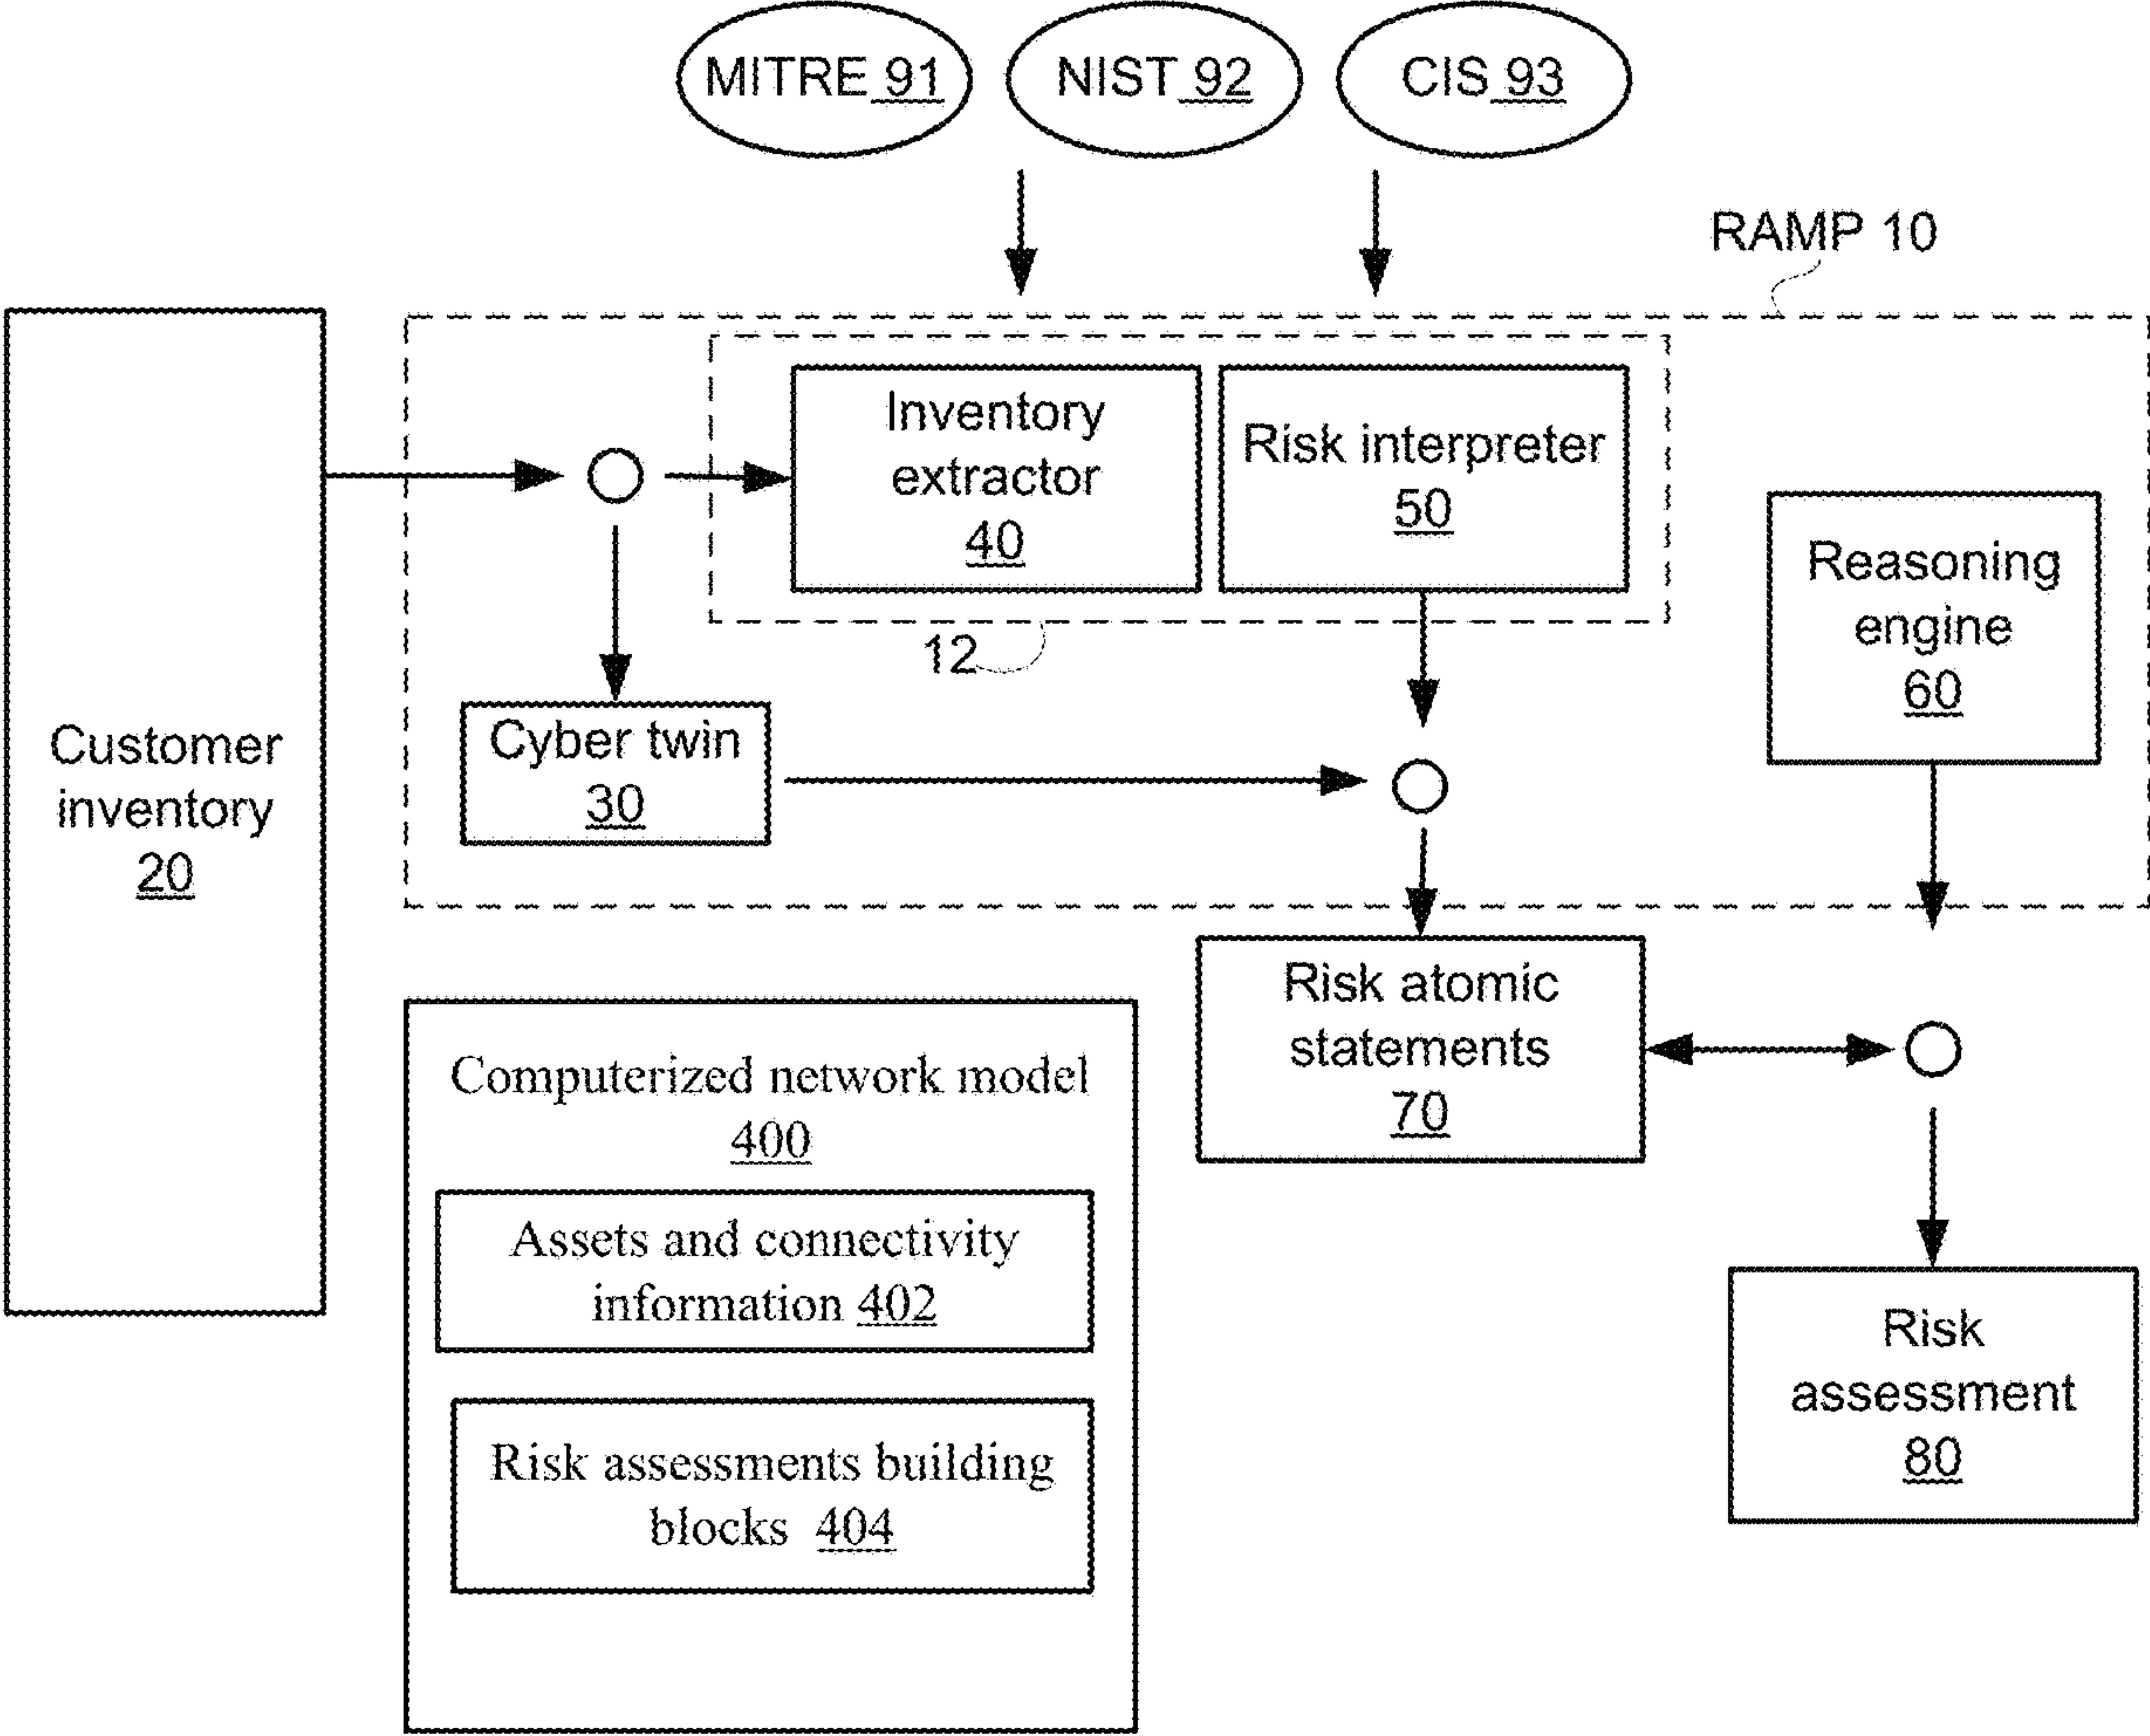 MITRE 91
NIST 92
CIS 93
RAMP 10
Customer
inventory
20
Inventory
extractor
40
Risk interpreter
50
12
Reasoning
engine
60
Cyber twin
30
Risk atomic
statements
70
Computerized network model
400
Assets and connectivity
information 402
Risk assessments building
blocks 404
Risk
assessment
80